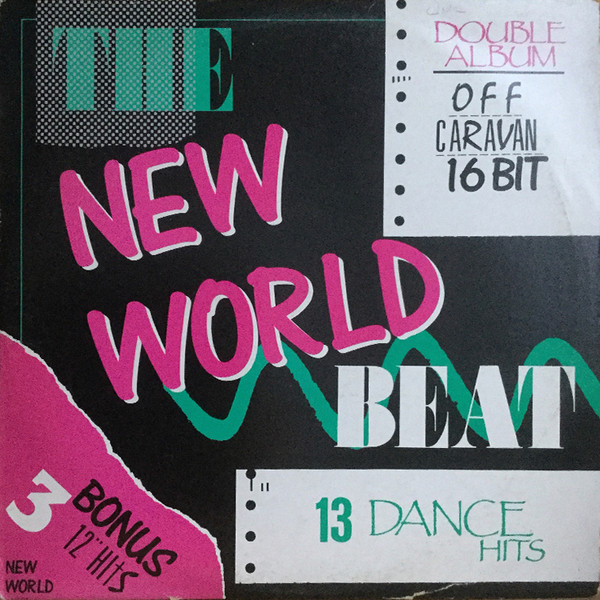 THE
NEW
WORLD
BEAT
DOUBLE
ALBUM
OFF
CARAVAN
16 BIT
13 DANCE
HITS
3 BONUS
12" HITS
NEW
WORLD